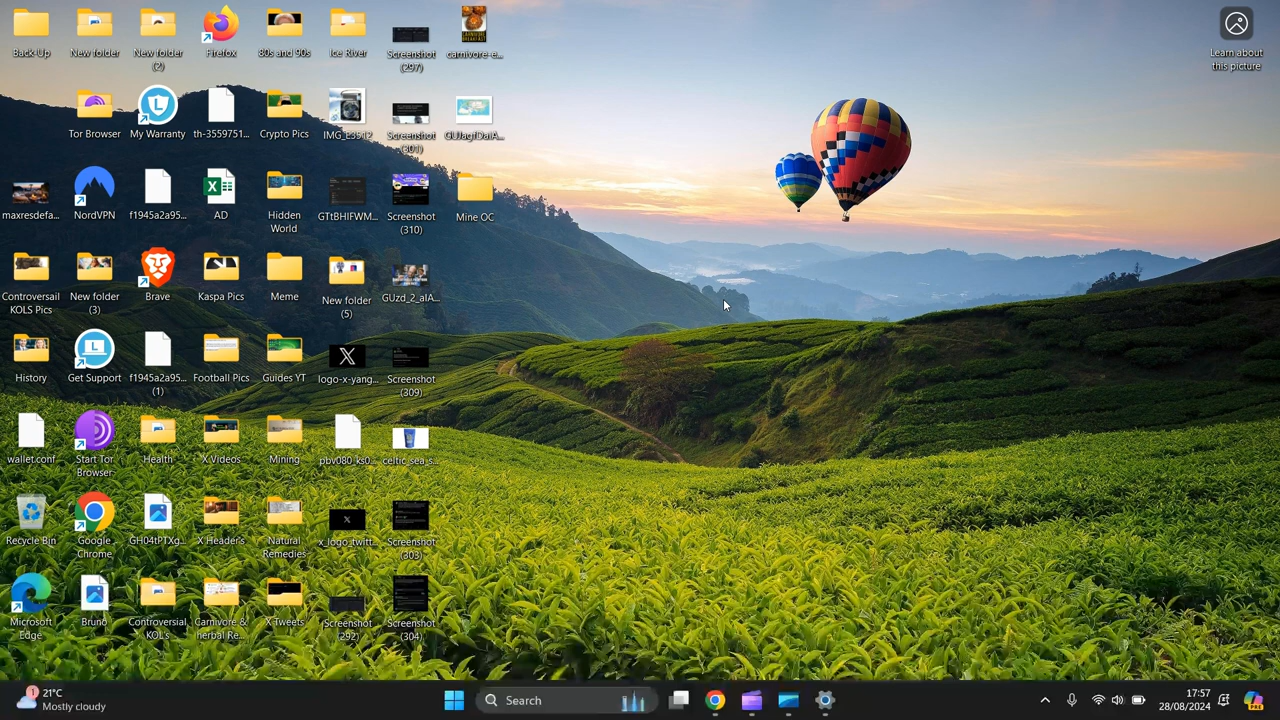 Back-Up
New folder
New folder
(2)
Firefox
80s and 90s
Ice River
Screenshot
(297)
carnivore-e...
Learn about
this picture
Tor Browser
My Warranty
th-3559751...
Crypto Pics
IMG_E3512
Screenshot
(301)
GUJagfDaiA...
maxresdefa...
NordVPN
f1945a2a95...
AD
Hidden
World
GTtBHIFWM...
Screenshot
(310)
Mine OC
Controversail
KOLS Pics
New folder
(3)
Brave
Kaspa Pics
Meme
New folder
(5)
GUzd_2_aIA...
History
Get Support
f1945a2a95...
(1)
Football Pics
Guides YT
logo-x-yang...
Screenshot
(309)
wallet.conf
Start Tor
Browser
Health
X Videos
Mining
pbv080_ks0...
celtic_sea_s...
Recycle Bin
Google
Chrome
GH04tPTXg...
X Header's
Natural
Remedies
x_logo_twitt...
Screenshot
(303)
Microsoft
Edge
Bruno
Controversial
KOL's
Carnivore &
herbal Re...
X Tweets
Screenshot
(292)
Screenshot
(304)
1
21°C
Mostly cloudy
Search
17:57
28/08/2024
PRE